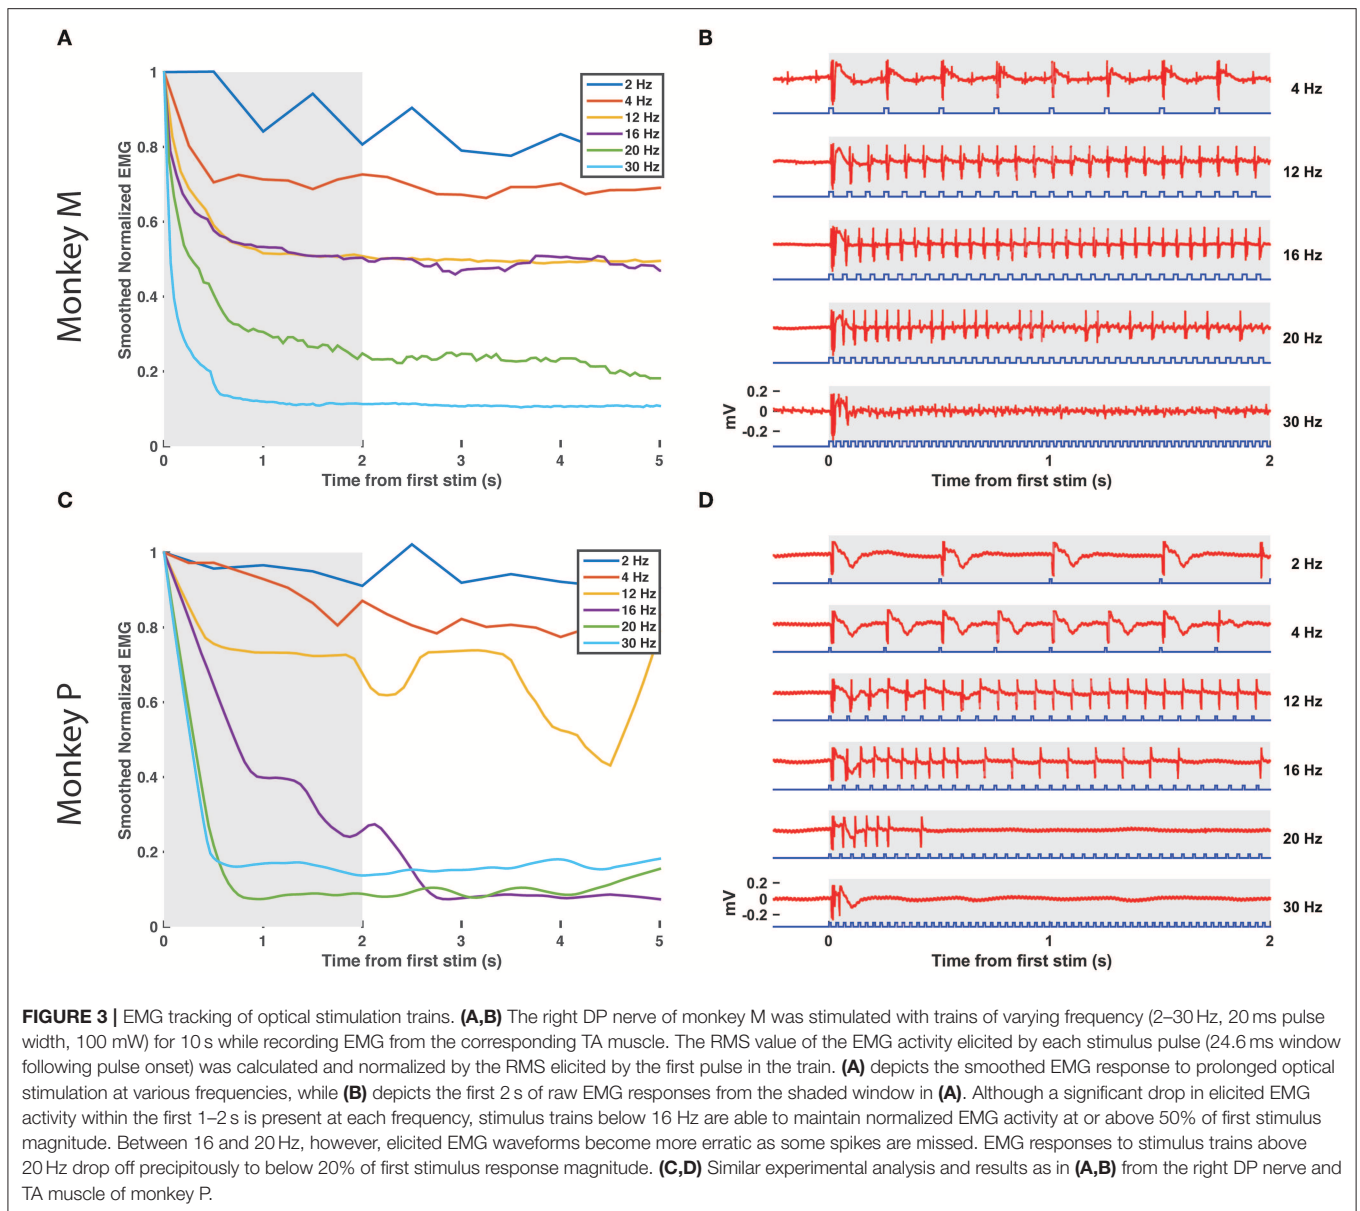 A
Monkey M
Smoothed Normalized EMG
1
0.8
0.6
0.4
0.2
0
2 Hz
4 Hz
12 Hz
16 Hz
20 Hz
30 Hz
0 1 2 3 4 5
Time from first stim (s)
B
4 Hz
12 Hz
16 Hz
20 Hz
30 Hz
mV
0.2
0
-0.2
0 1 2
Time from first stim (s)
C
Monkey P
Smoothed Normalized EMG
1
0.8
0.6
0.4
0.2
0
2 Hz
4 Hz
12 Hz
16 Hz
20 Hz
30 Hz
0 1 2 3 4 5
Time from first stim (s)
D
2 Hz
4 Hz
12 Hz
16 Hz
20 Hz
30 Hz
mV
0.2
0
-0.2
0 1 2
Time from first stim (s)
FIGURE 3 | EMG tracking of optical stimulation trains. (A,B) The right DP nerve of monkey M was stimulated with trains of varying frequency (2–30 Hz, 20 ms pulse
width, 100 mW) for 10 s while recording EMG from the corresponding TA muscle. The RMS value of the EMG activity elicited by each stimulus pulse (24.6 ms window
following pulse onset) was calculated and normalized by the RMS elicited by the first pulse in the train. (A) depicts the smoothed EMG response to prolonged optical
stimulation at various frequencies, while (B) depicts the first 2 s of raw EMG responses from the shaded window in (A). Although a significant drop in elicited EMG
activity within the first 1–2 s is present at each frequency, stimulus trains below 16 Hz are able to maintain normalized EMG activity at or above 50% of first stimulus
magnitude. Between 16 and 20 Hz, however, elicited EMG waveforms become more erratic as some spikes are missed. EMG responses to stimulus trains above
20 Hz drop off precipitously to below 20% of first stimulus response magnitude. (C,D) Similar experimental analysis and results as in (A,B) from the right DP nerve and
TA muscle of monkey P.